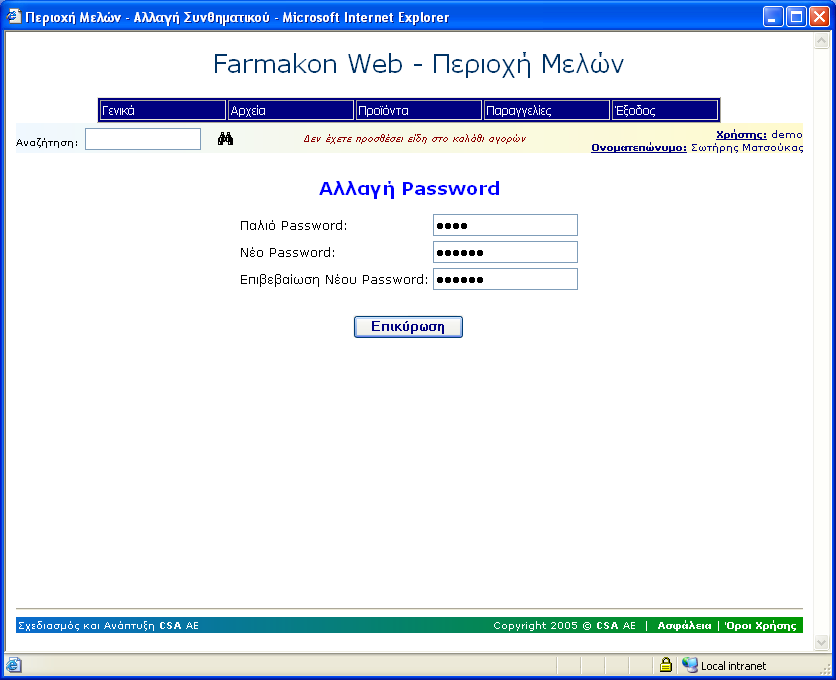 Περιοχή Μελών - Αλλαγή Συνθηματικού - Microsoft Internet Explorer
Farmakon Web - Περιοχή Μελών
Γενικά Αρχεία Προϊόντα Παραγγελίες Έξοδος
Αναζήτηση: Δεν έχετε προσθέσει είδη στο καλάθι αγορών Χρήστης: demo
Ονοματεπώνυμο: Σωτήρης Ματσούκας
Αλλαγή Password
Παλιό Password: ●●●●
Νέο Password: ●●●●●●
Επιβεβαίωση Νέου Password: ●●●●●●
Επικύρωση
Σχεδιασμός και Ανάπτυξη CSA AE Copyright 2005 © CSA AE | Ασφάλεια | Όροι Χρήσης
Local intranet